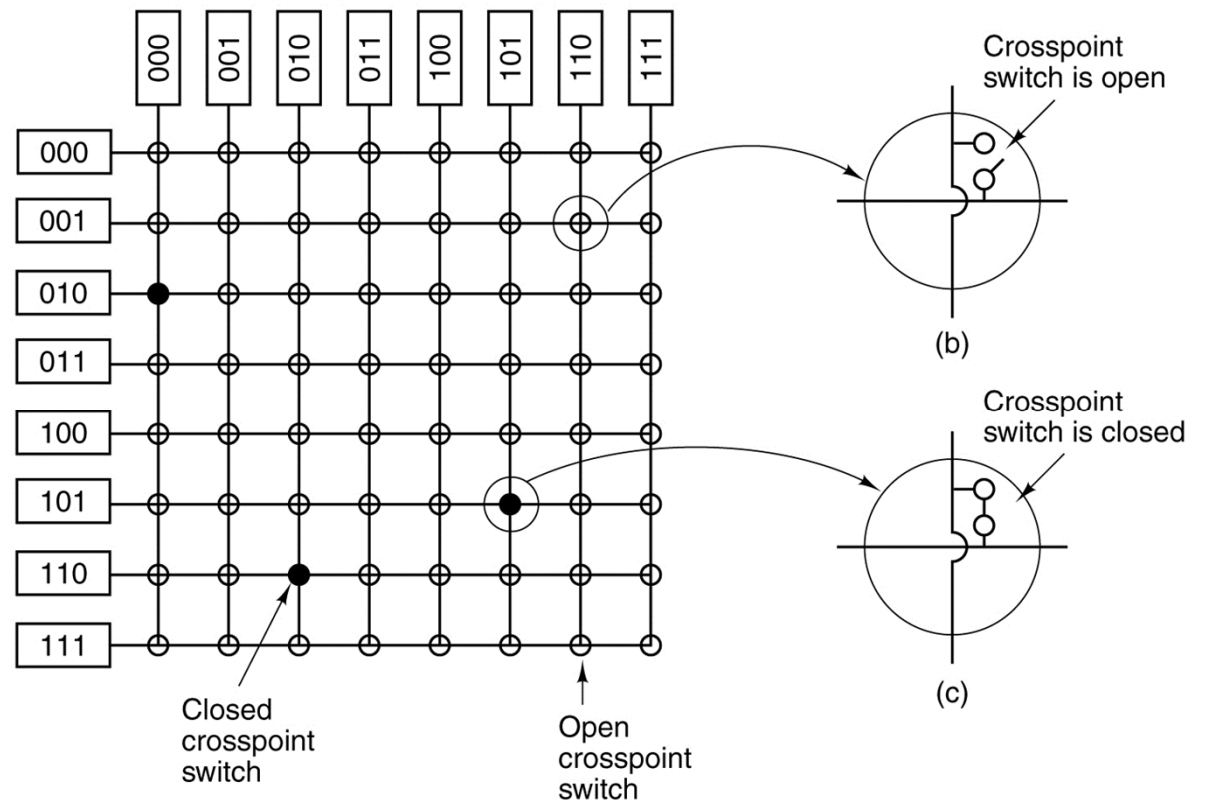 000
001
010
011
100
101
110
111
000
001
010
011
100
101
110
111
Crosspoint
switch is open
(b)
Crosspoint
switch is closed
(c)
Closed
crosspoint
switch
Open
crosspoint
switch